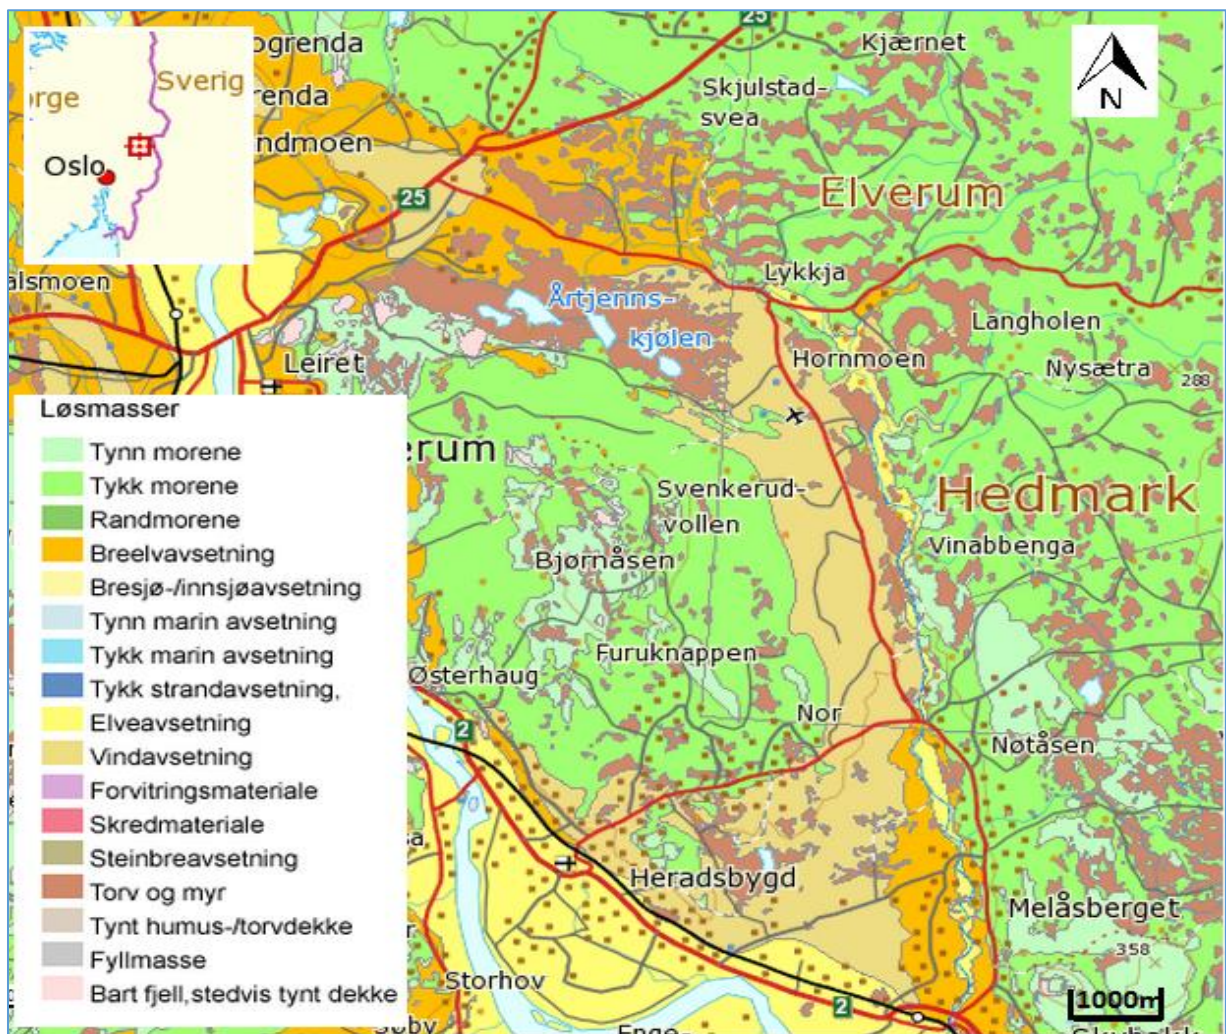 ogrenda
Kjærnet
25
Sverig
orge
Skjulstad-
svea
N
renda
ndmoen
Oslo
25
Elverum
Lykkja
alsmoen
Årtjenns-
kjølen
Langholen
Leiret
Hornmoen
Nysætra
288
Løsmasser
Tynn morene
Tykk morene
Randmorene
Breelvavsetning
Bresjø-/innsjøavsetning
Tynn marin avsetning
Tykk marin avsetning
Tykk strandavsetning,
Elveavsetning
Vindavsetning
Forvitringsmateriale
Skredmateriale
Steinbreavsetning
Torv og myr
Tynt humus-/torvdekke
Fyllmasse
Bart fjell,stedvis tynt dekke
erum
Svenkerud-
vollen
Hedmark
Vinabbenga
Bjørnåsen
Furuknappen
Østerhaug
Nor
2
Nøtåsen
Heradsbygd
Melåsberget
358
Storhov
2
1000m